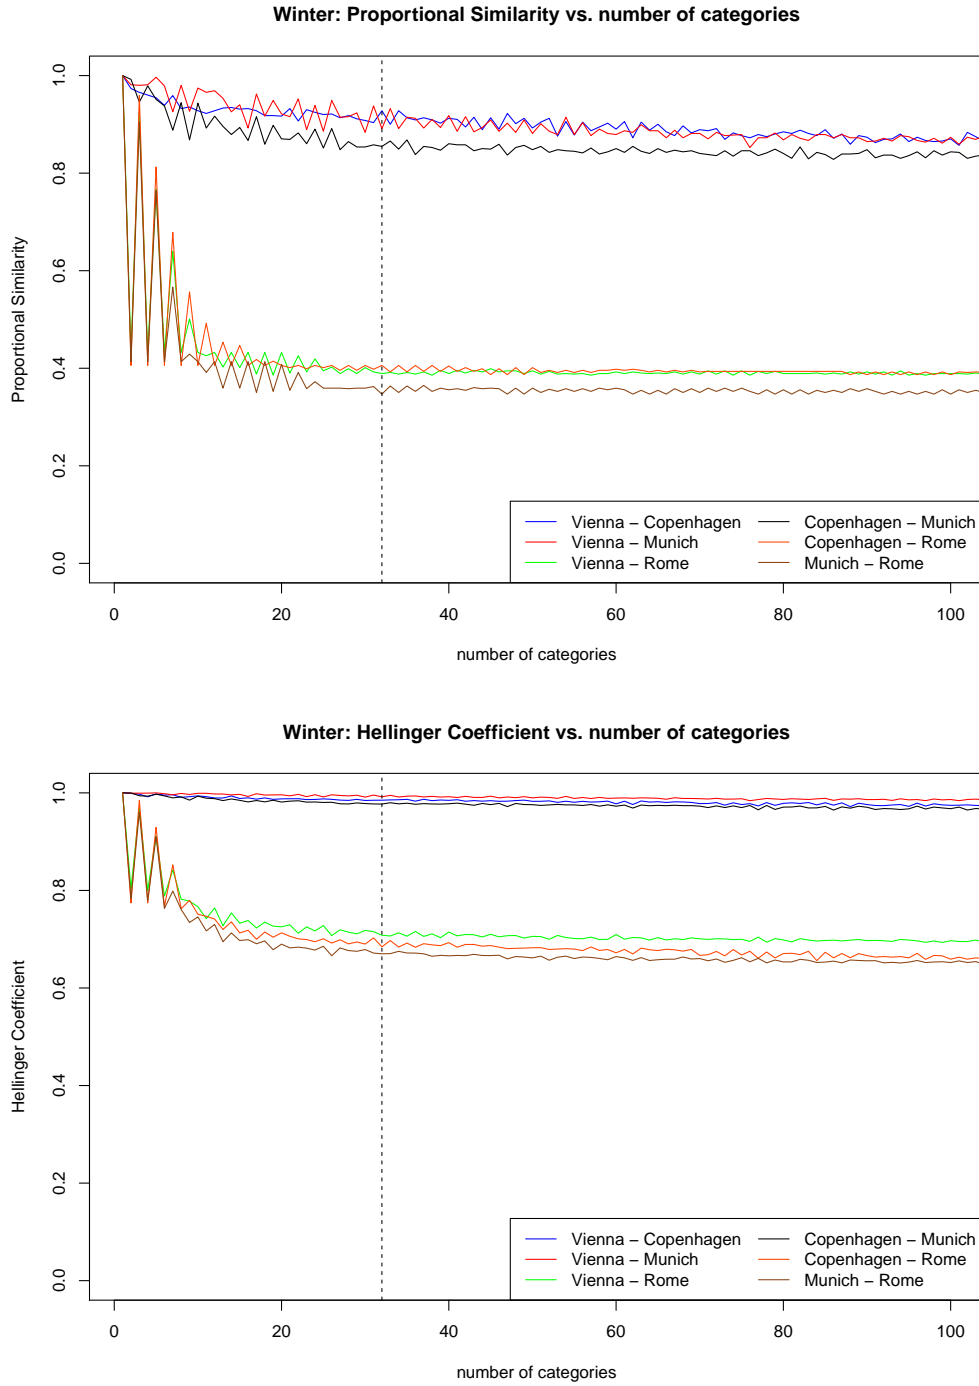 Winter: Proportional Similarity vs. number of categories
Proportional Similarity
1.0
0.8
0.6
0.4
0.2
0.0
Vienna − Copenhagen Copenhagen − Munich
Vienna − Munich Copenhagen − Rome
Vienna − Rome Munich − Rome
0 20 40 60 80 100
number of categories
Winter: Hellinger Coefficient vs. number of categories
Hellinger Coefficient
1.0
0.8
0.6
0.4
0.2
0.0
Vienna − Copenhagen Copenhagen − Munich
Vienna − Munich Copenhagen − Rome
Vienna − Rome Munich − Rome
0 20 40 60 80 100
number of categories